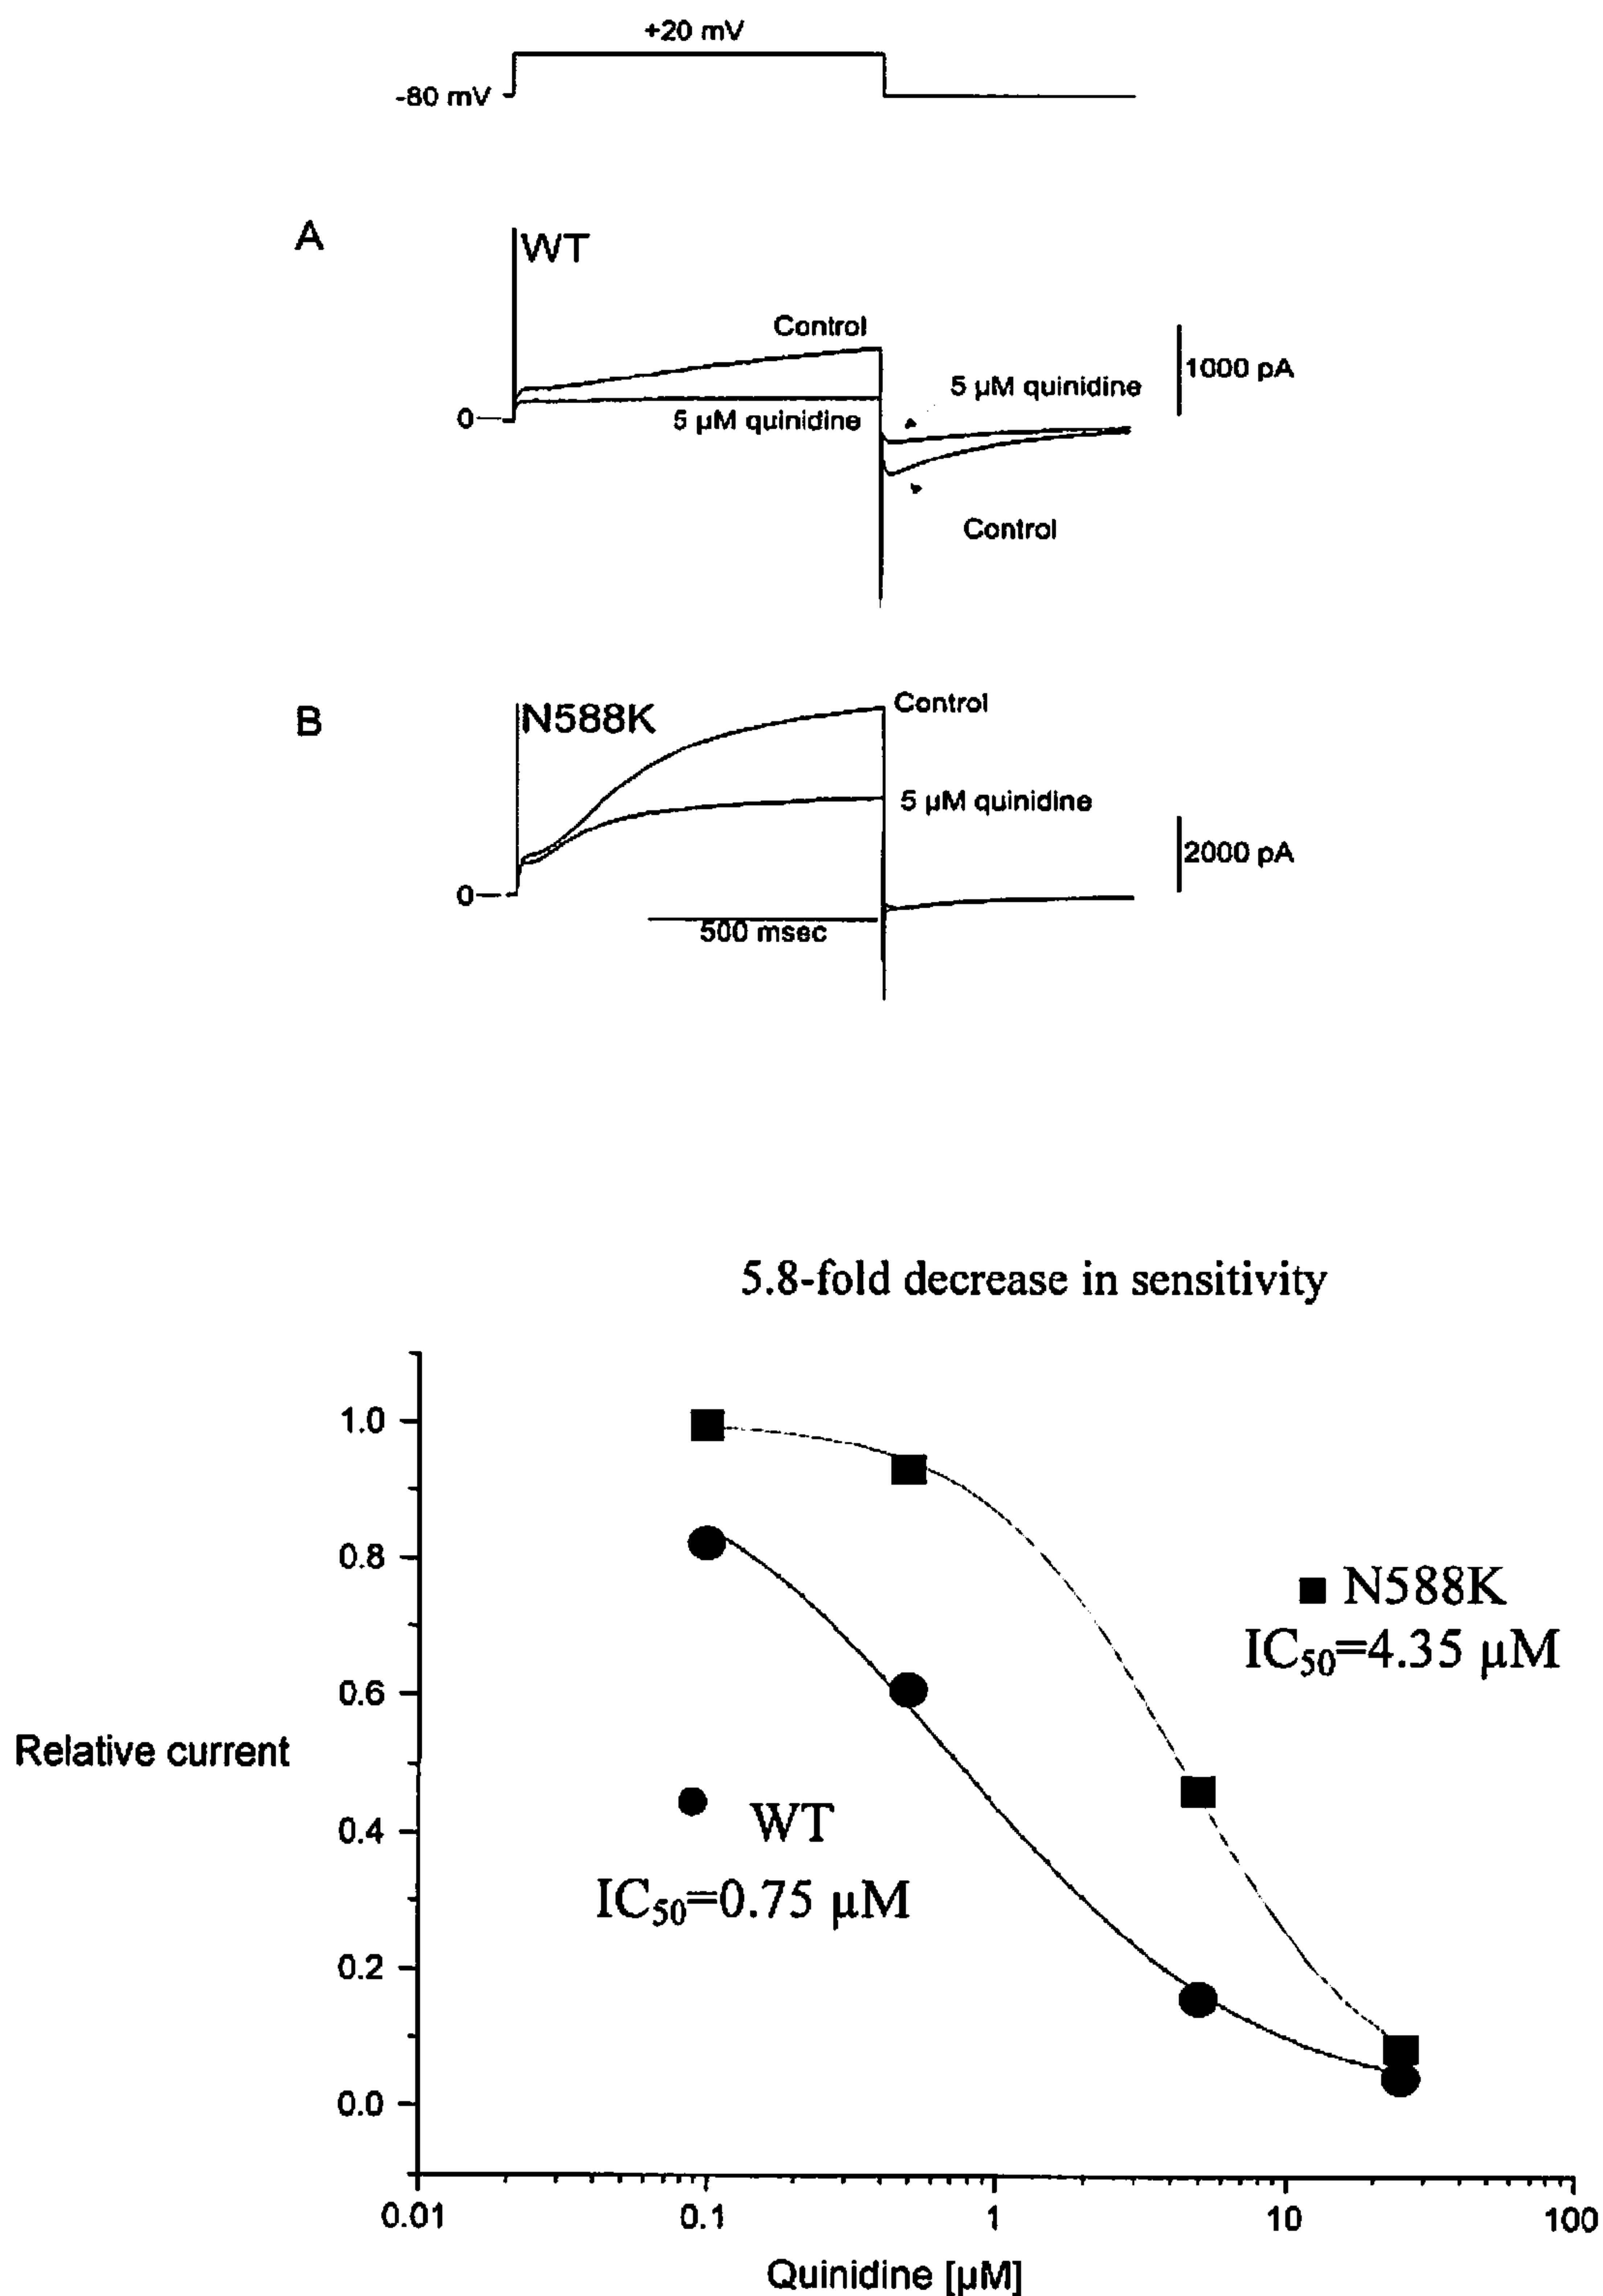 +20 mV
-80 mV
A
WT
Control
1000 pA
5 µM quinidine
0
5 µM quinidine
Control
B
N588K
Control
5 µM quinidine
2000 pA
0
500 msec
5.8-fold decrease in sensitivity
1.0
0.8
N588K
IC₅₀=4.35 µM
0.6
Relative current
WT
0.4
IC₅₀=0.75 µM
0.2
0.0
0.01 0.1 1 10 100
Quinidine [µM]